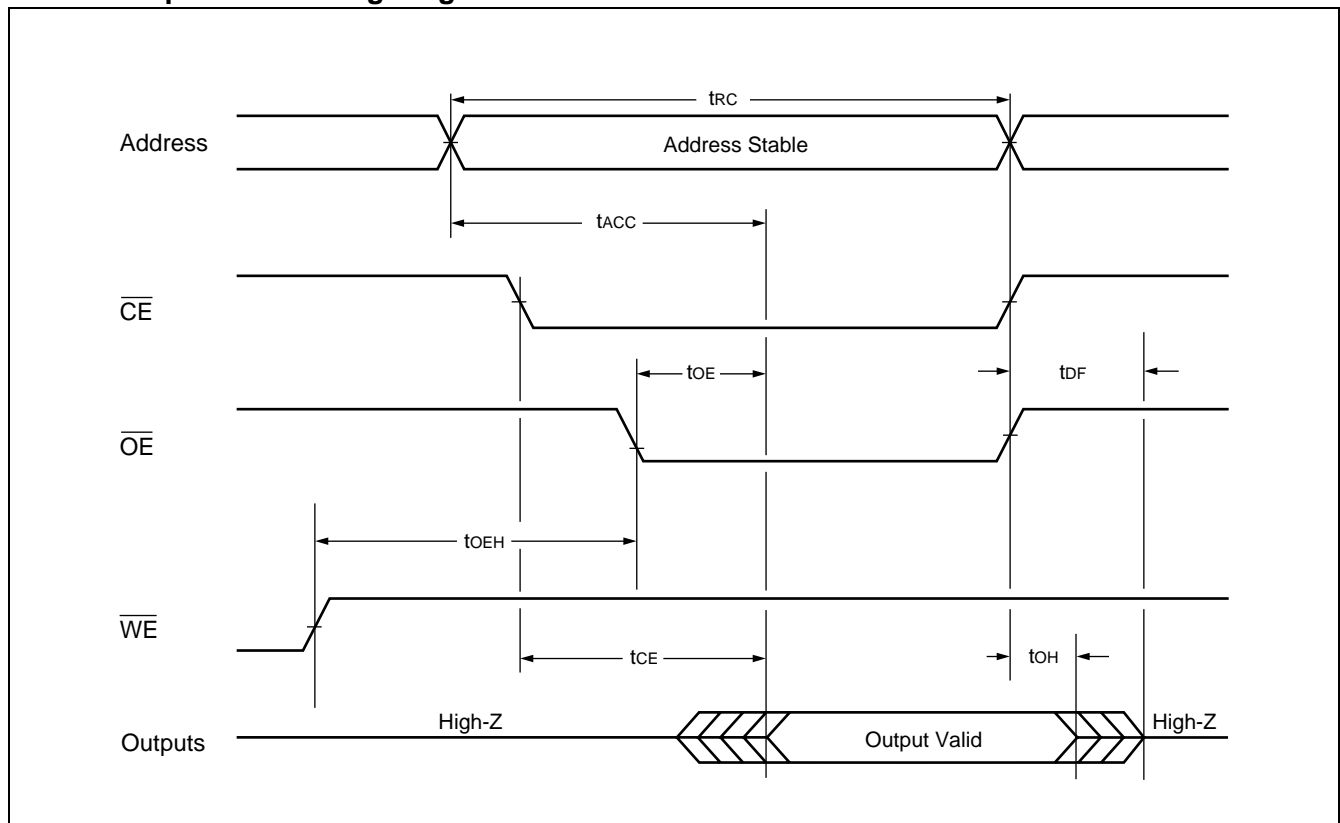 tRC
Address
Address Stable
tACC
CE
tOE
tDF
OE
tOEH
WE
tCE
tOH
High-Z
Output Valid
High-Z
Outputs